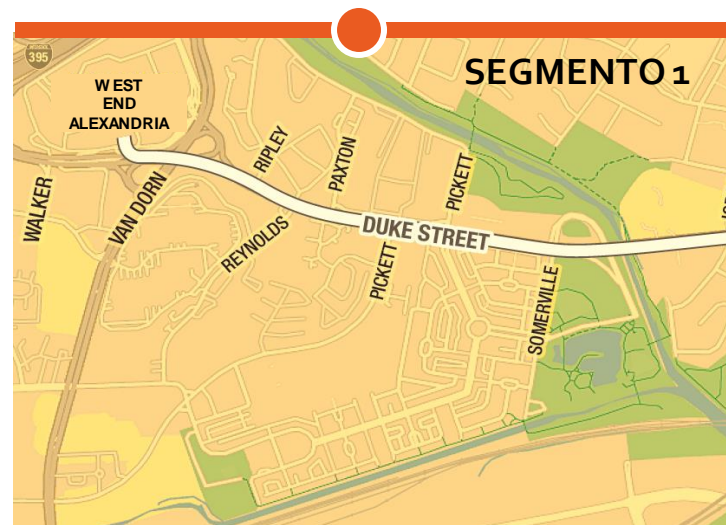 SEGMENTO 1
395
WEST
END
ALEXANDRIA
RIPLEY
PAXTON
PICKETT
WALKER
VAN DORN
REYNOLDS
DUKE STREET
PICKETT
SOMERVILLE